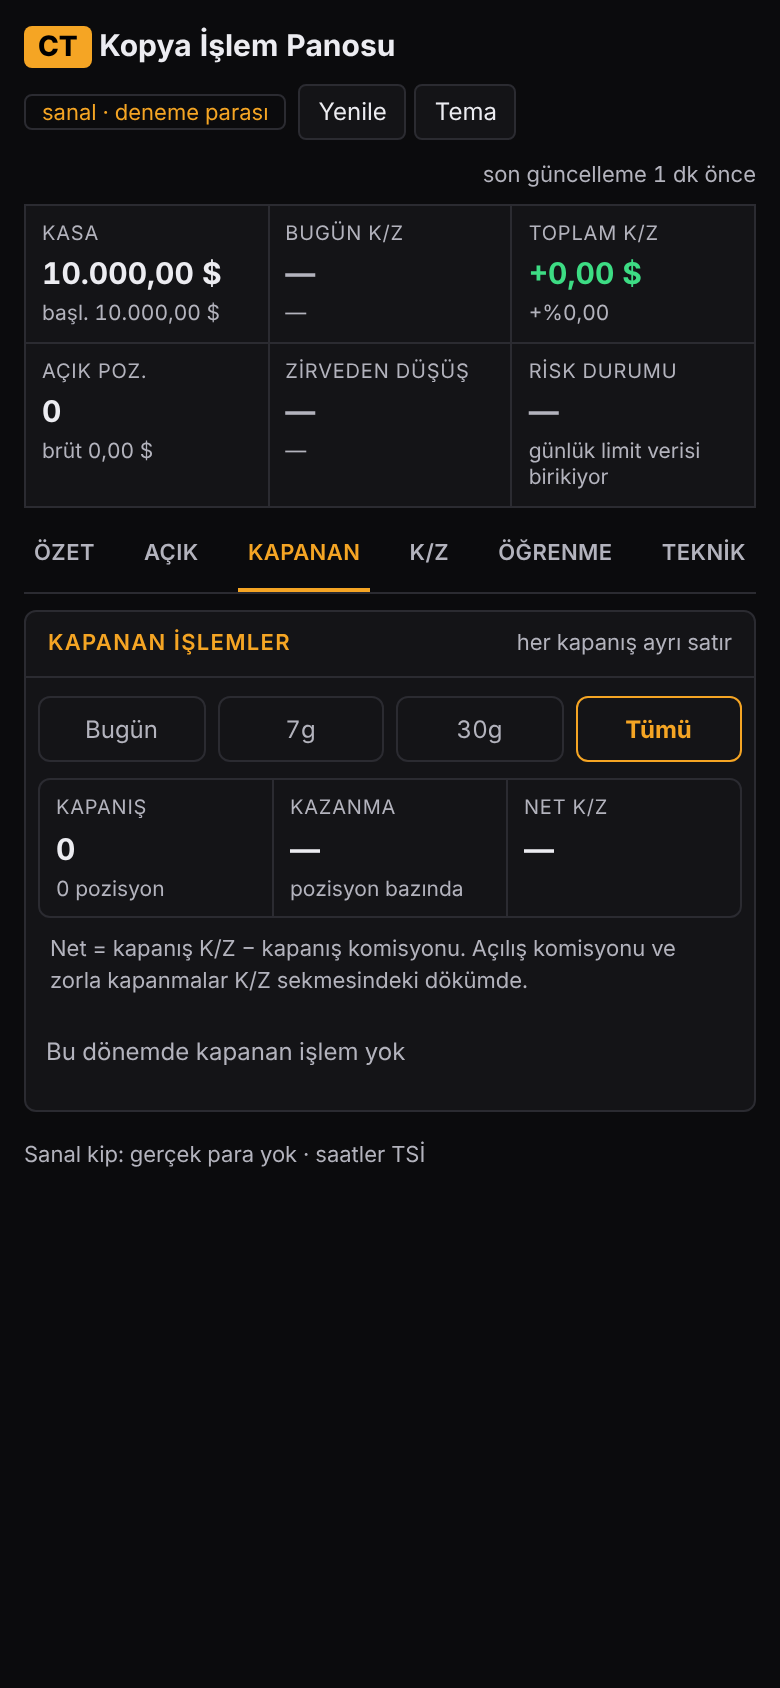 CT Kopya İşlem Panosu
sanal · deneme parası Yenile Tema
son güncelleme 1 dk önce
KASA
10.000,00 $
başl. 10.000,00 $
BUGÜN K/Z
—
—
TOPLAM K/Z
+0,00 $
+%0,00
AÇIK POZ.
0
brüt 0,00 $
ZİRVEDEN DÜŞÜŞ
—
—
RİSK DURUMU
—
günlük limit verisi
birikiyor
ÖZET AÇIK KAPANAN K/Z ÖĞRENME TEKNİK
KAPANAN İŞLEMLER her kapanış ayrı satır
Bugün 7g 30g Tümü
KAPANIŞ
0
0 pozisyon
KAZANMA
—
pozisyon bazında
NET K/Z
—
Net = kapanış K/Z − kapanış komisyonu. Açılış komisyonu ve
zorla kapanmalar K/Z sekmesindeki dökümde.
Bu dönemde kapanan işlem yok
Sanal kip: gerçek para yok · saatler TSİ